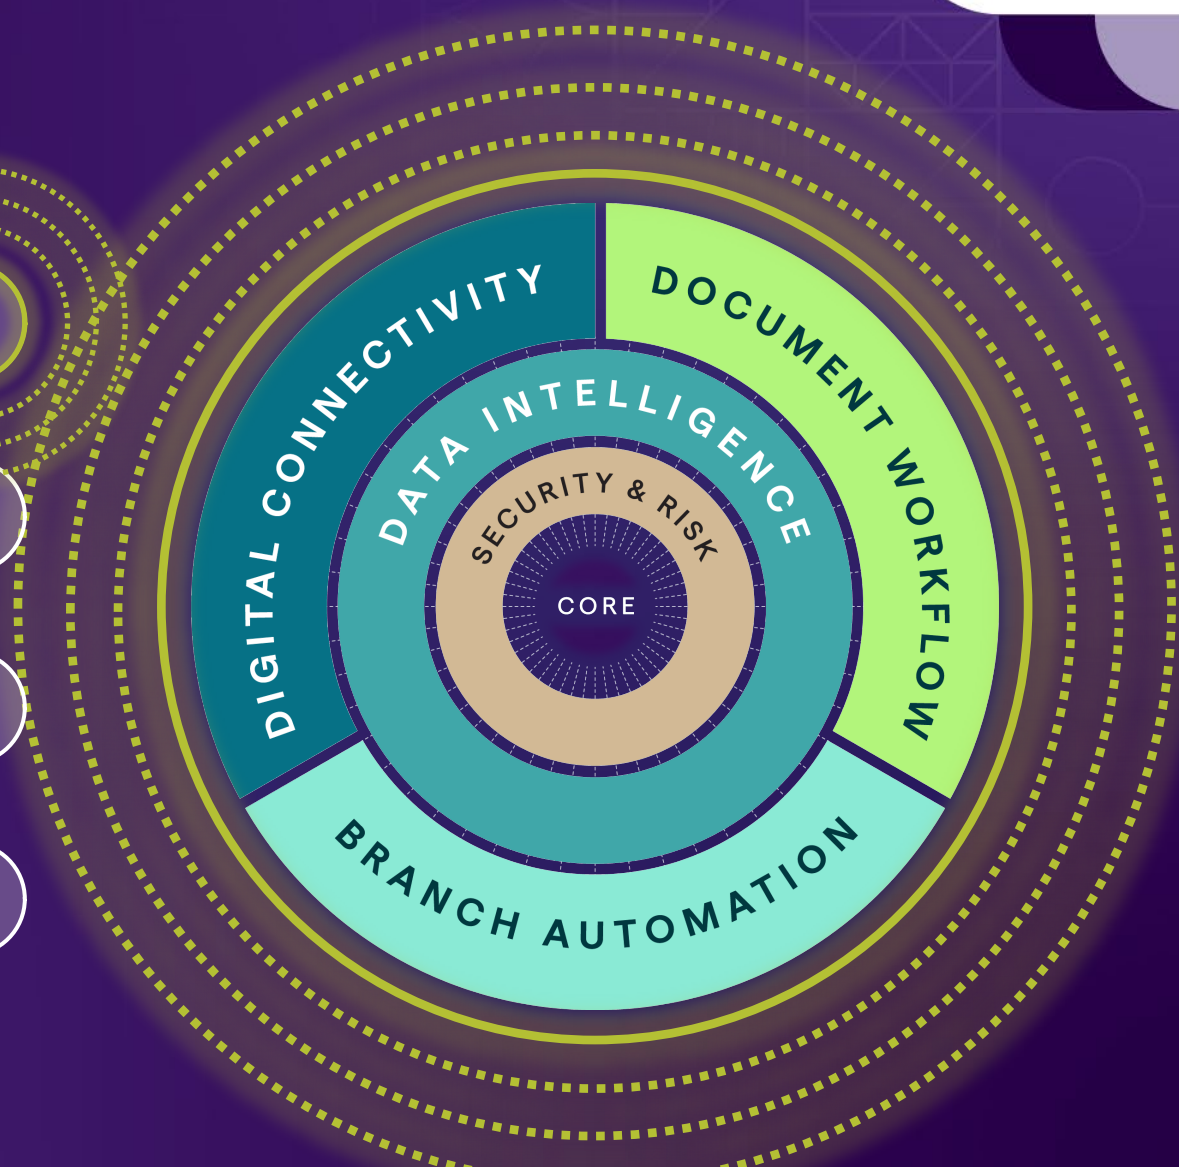 DIGITAL CONNECTIVITY
DOCUMENT WORKFLOW
DATA INTELLIGENCE
SECURITY & RISK
CORE
BRANCH AUTOMATION